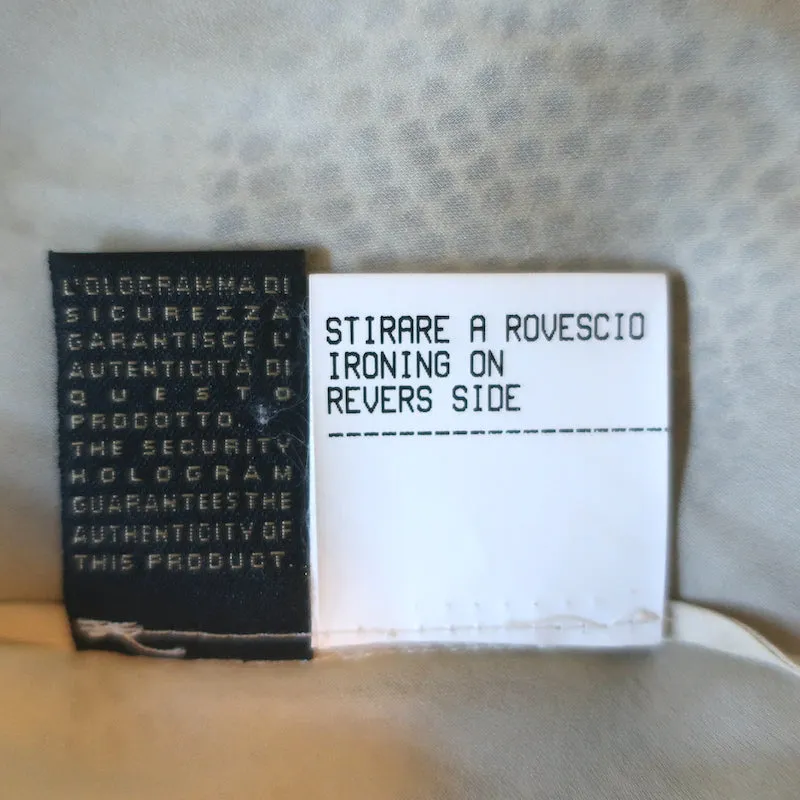 L'OLOGRAMMA DI
SICUREZZA
GARANTISCE L'
AUTENTICITÀ DI
QUESTO
PRODOTTO.
THE SECURITY
HOLOGRAM
GUARANTEES THE
AUTHENTICITY OF
THIS PRODUCT.
STIRARE A ROVESCIO
IRONING ON
REVERS SIDE